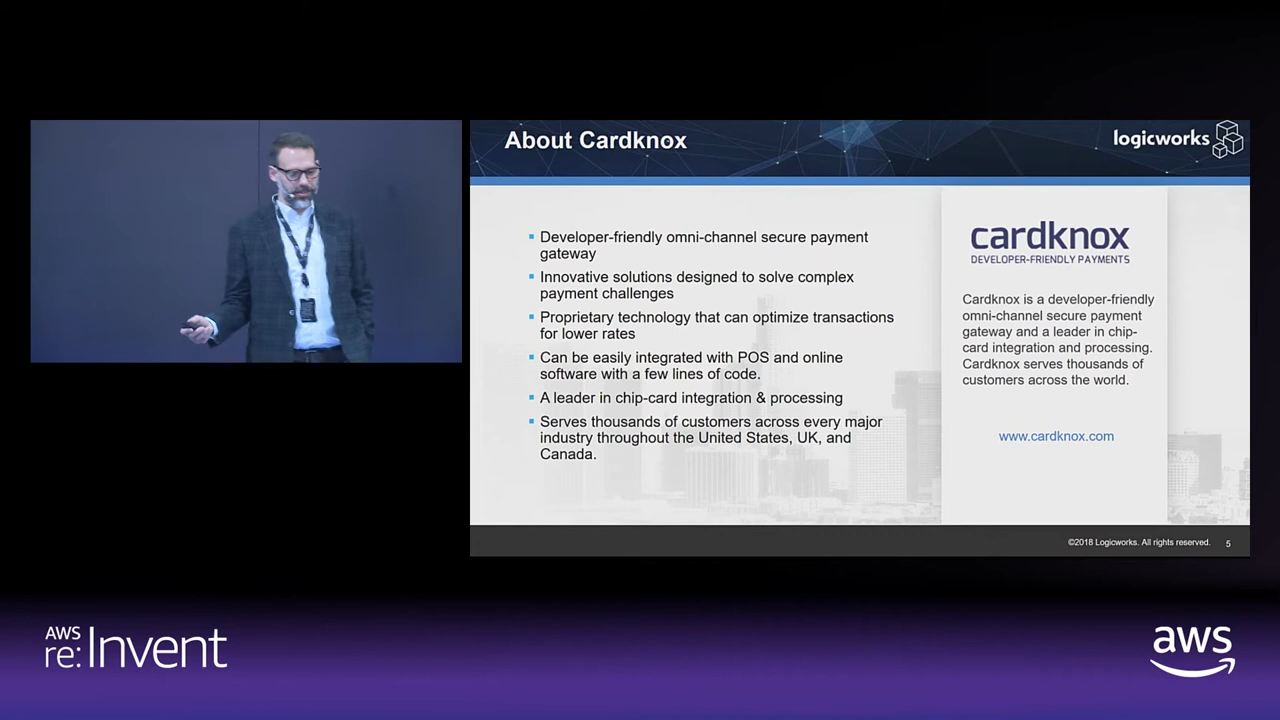 About Cardknox
logicworks
Developer-friendly omni-channel secure payment
gateway
Innovative solutions designed to solve complex
payment challenges
Proprietary technology that can optimize transactions
for lower rates
Can be easily integrated with POS and online
software with a few lines of code.
A leader in chip-card integration & processing
Serves thousands of customers across every major
industry throughout the United States, UK, and
Canada.
cardknox
DEVELOPER-FRIENDLY PAYMENTS
Cardknox is a developer-friendly
omni-channel secure payment
gateway and a leader in chip-
card integration and processing.
Cardknox serves thousands of
customers across the world.
www.cardknox.com
©2018 Logicworks. All rights reserved. 5
AWS
re:Invent
aws